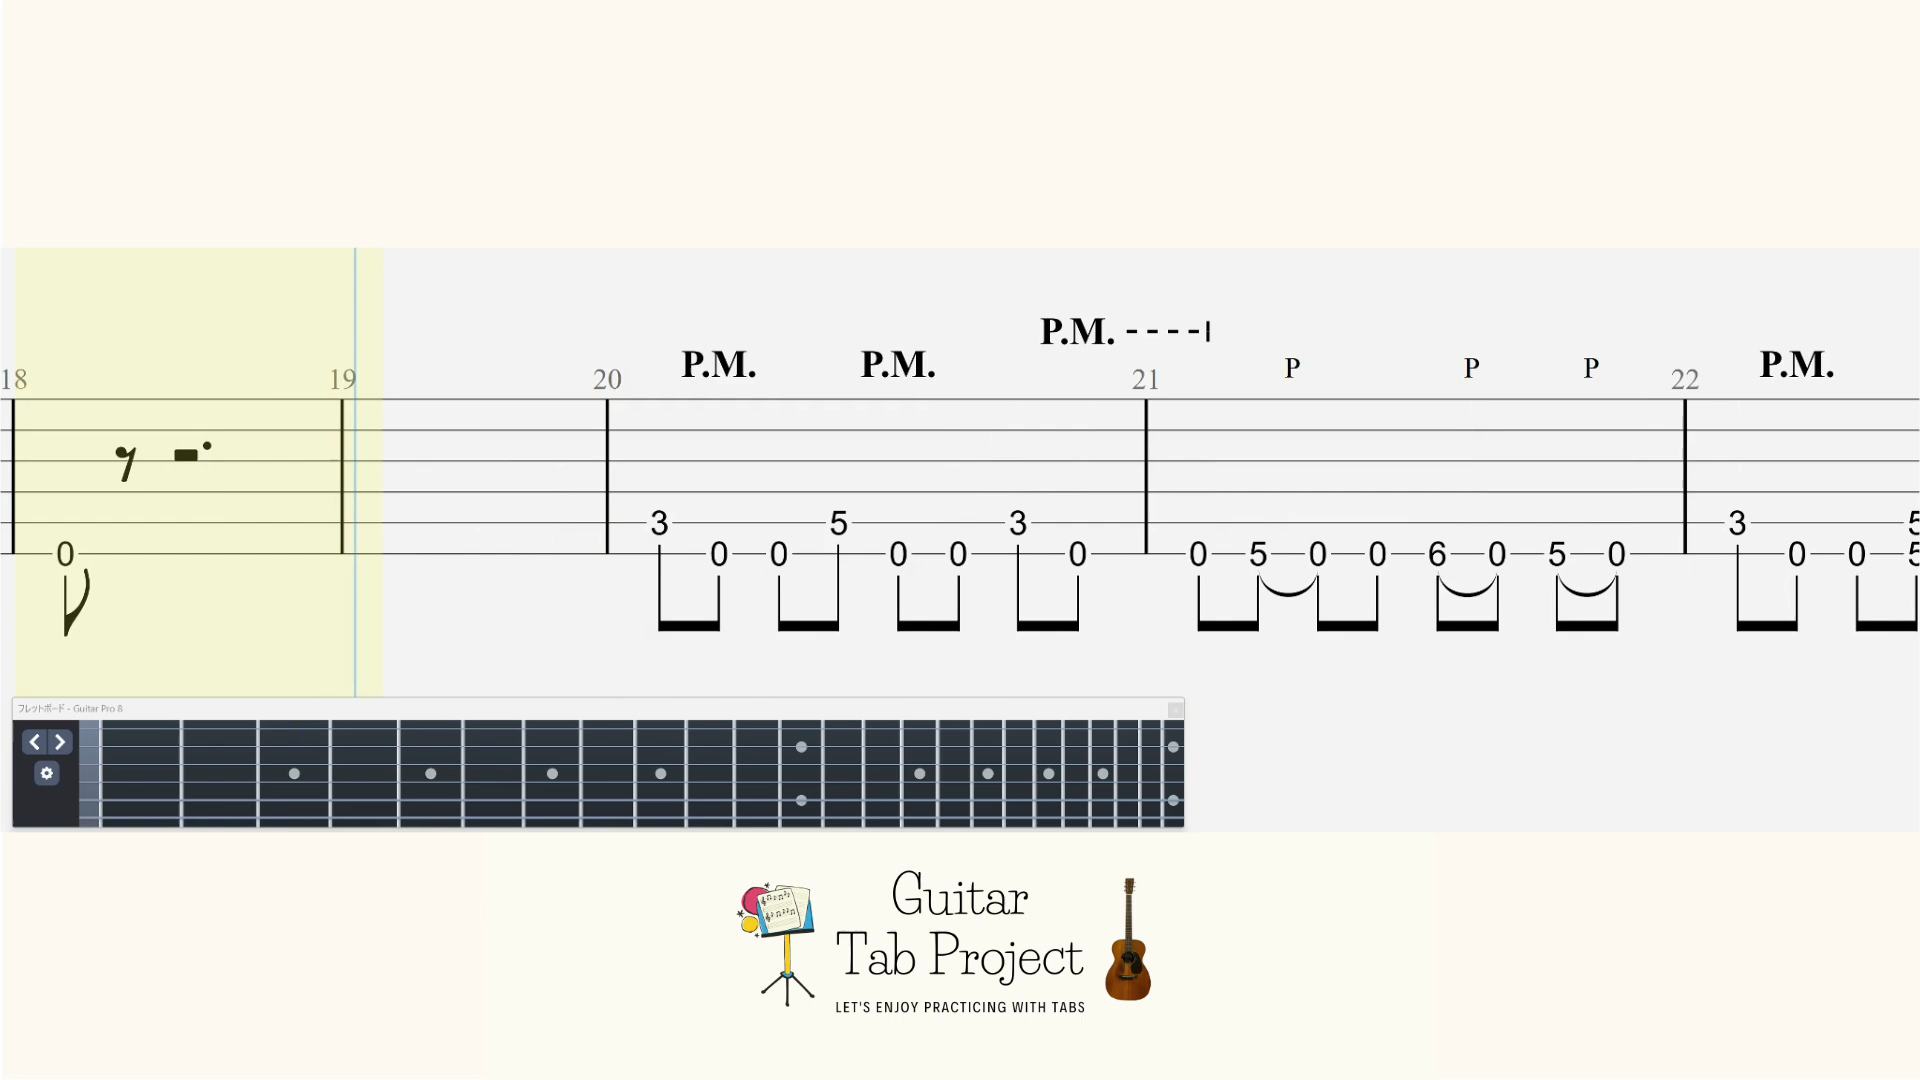 P.M. ----|
18 19 20 P.M. P.M. 21 P P P 22 P.M.
3 5 3 3 5
0 0 0 0 0 0 0 5 0 0 6 0 5 0 0 0 5
フレットボード - Guitar Pro 8
Guitar
Tab Project
LET'S ENJOY PRACTICING WITH TABS